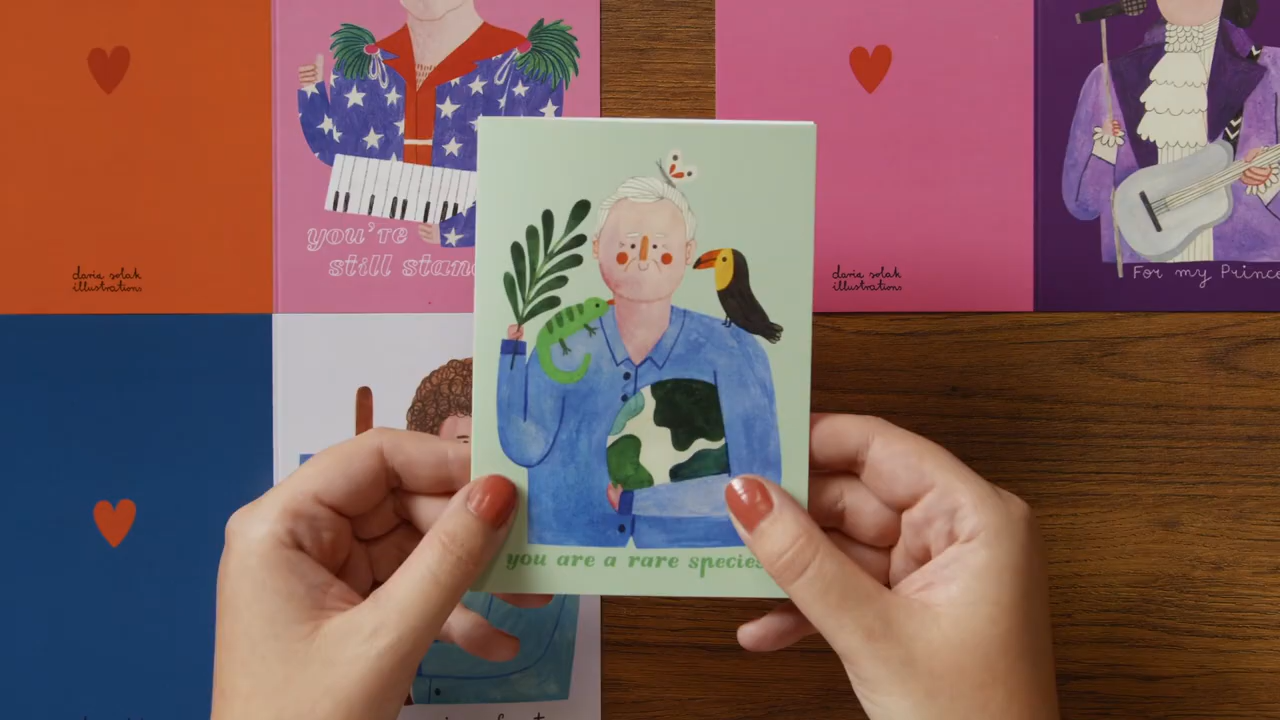 you're
still stand
daria solak
illustrations
daria solak
illustrations
For my Prince
you are a rare species